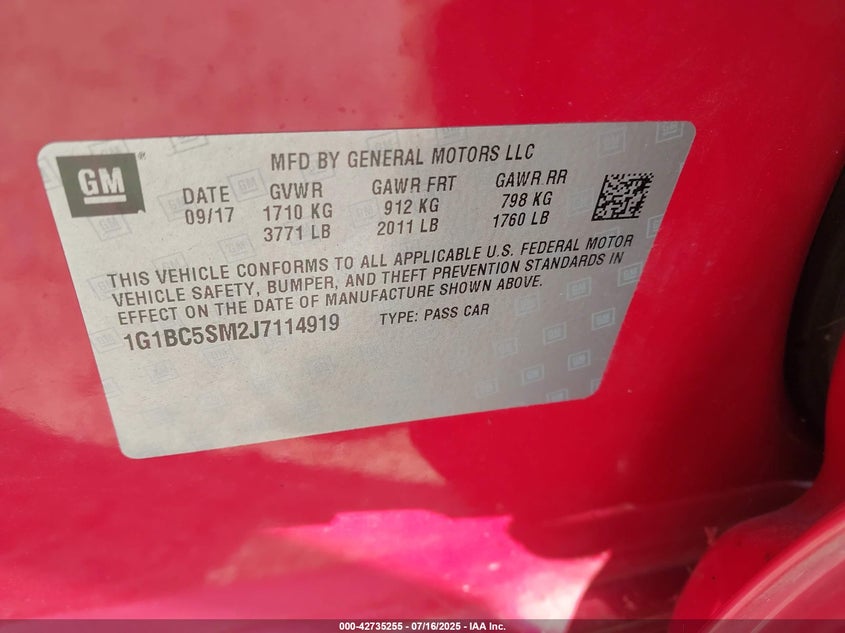 GM
MFD BY GENERAL MOTORS LLC
DATE GVWR GAWR FRT GAWR RR
09/17 1710 KG 912 KG 798 KG
3771 LB 2011 LB 1760 LB
THIS VEHICLE CONFORMS TO ALL APPLICABLE U.S. FEDERAL MOTOR
VEHICLE SAFETY, BUMPER, AND THEFT PREVENTION STANDARDS IN
EFFECT ON THE DATE OF MANUFACTURE SHOWN ABOVE.
1G1BC5SM2J7114919 TYPE: PASS CAR
000-42735255 - 07/16/2025 - IAA Inc.